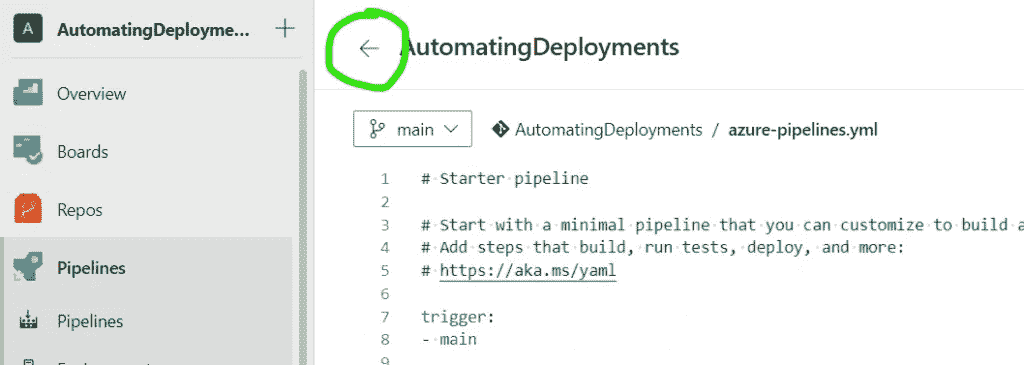 A AutomatingDeployme... +
← AutomatingDeployments
Overview
Boards
Repos
Pipelines
Pipelines
main
AutomatingDeployments / azure-pipelines.yml
1 # Starter pipeline
2
3 # Start with a minimal pipeline that you can customize to build a
4 # Add steps that build, run tests, deploy, and more:
5 # https://aka.ms/yaml
6
7 trigger:
8 - main
9